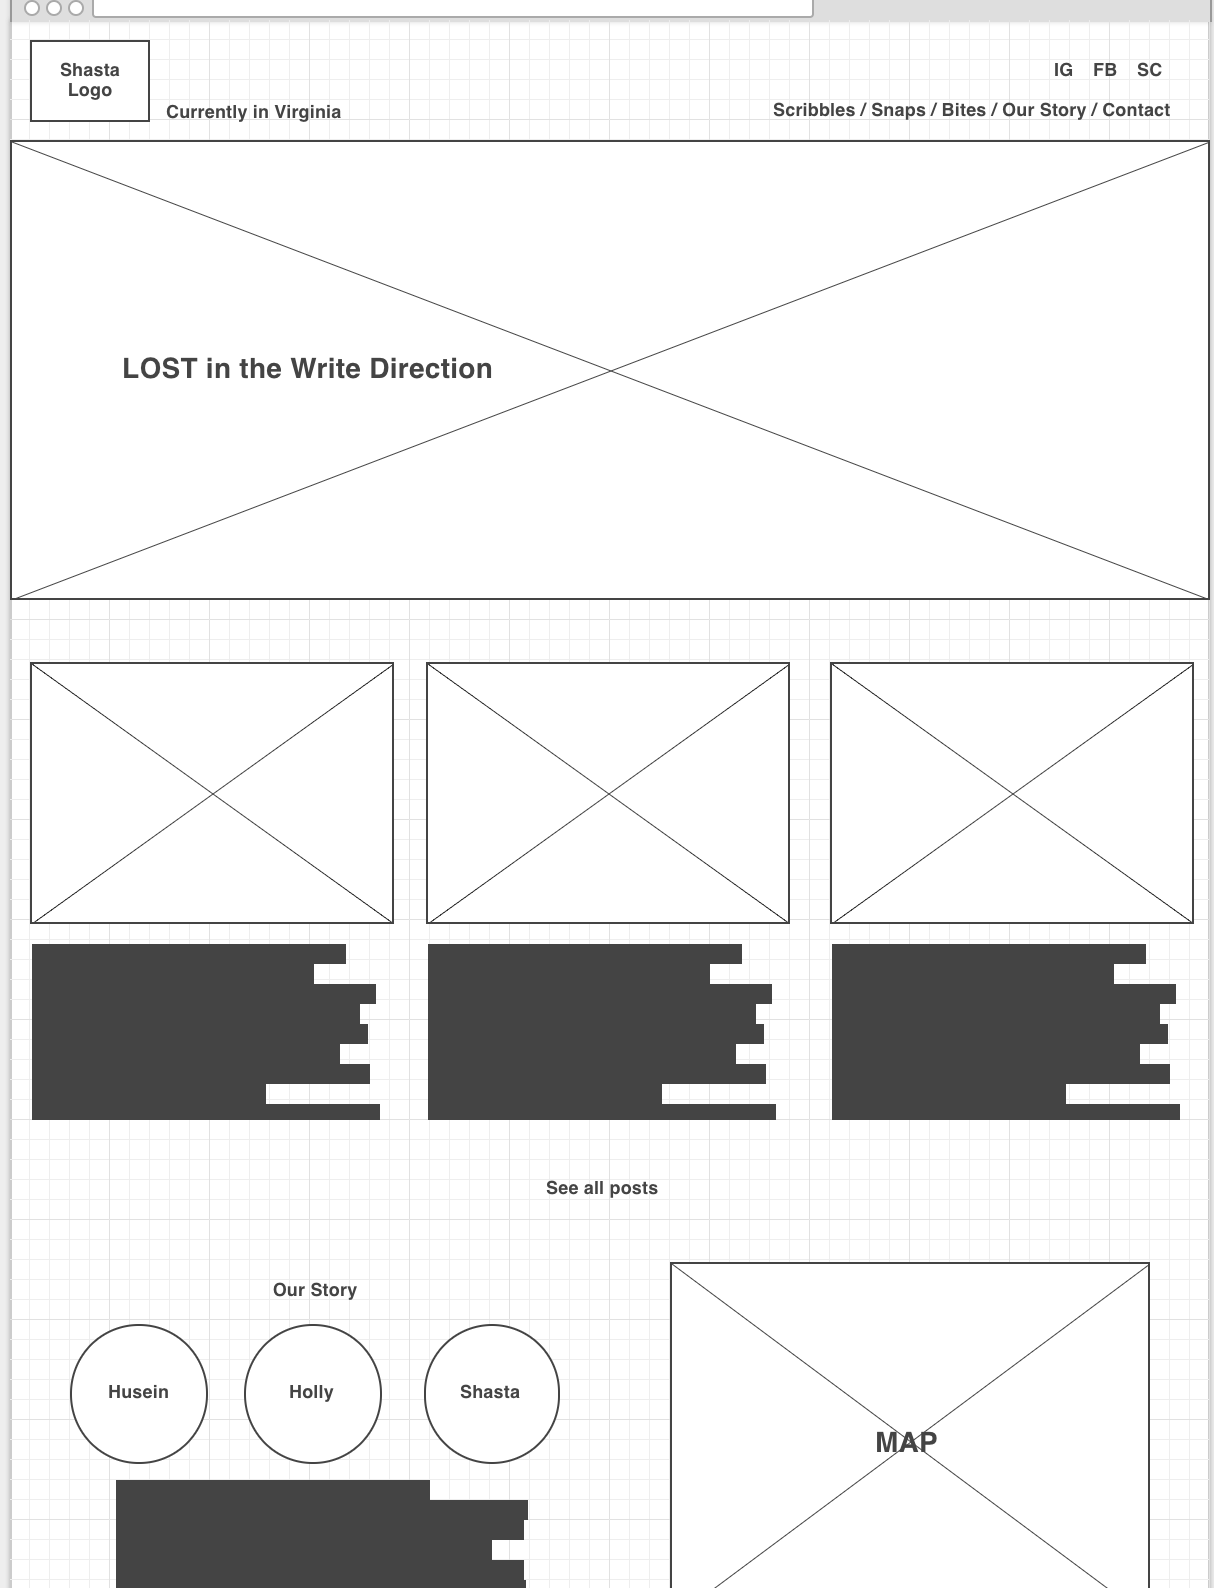 Shasta
Logo
IG FB SC
Currently in Virginia
Scribbles / Snaps / Bites / Our Story / Contact
LOST in the Write Direction
See all posts
Our Story
Husein
Holly
Shasta
MAP